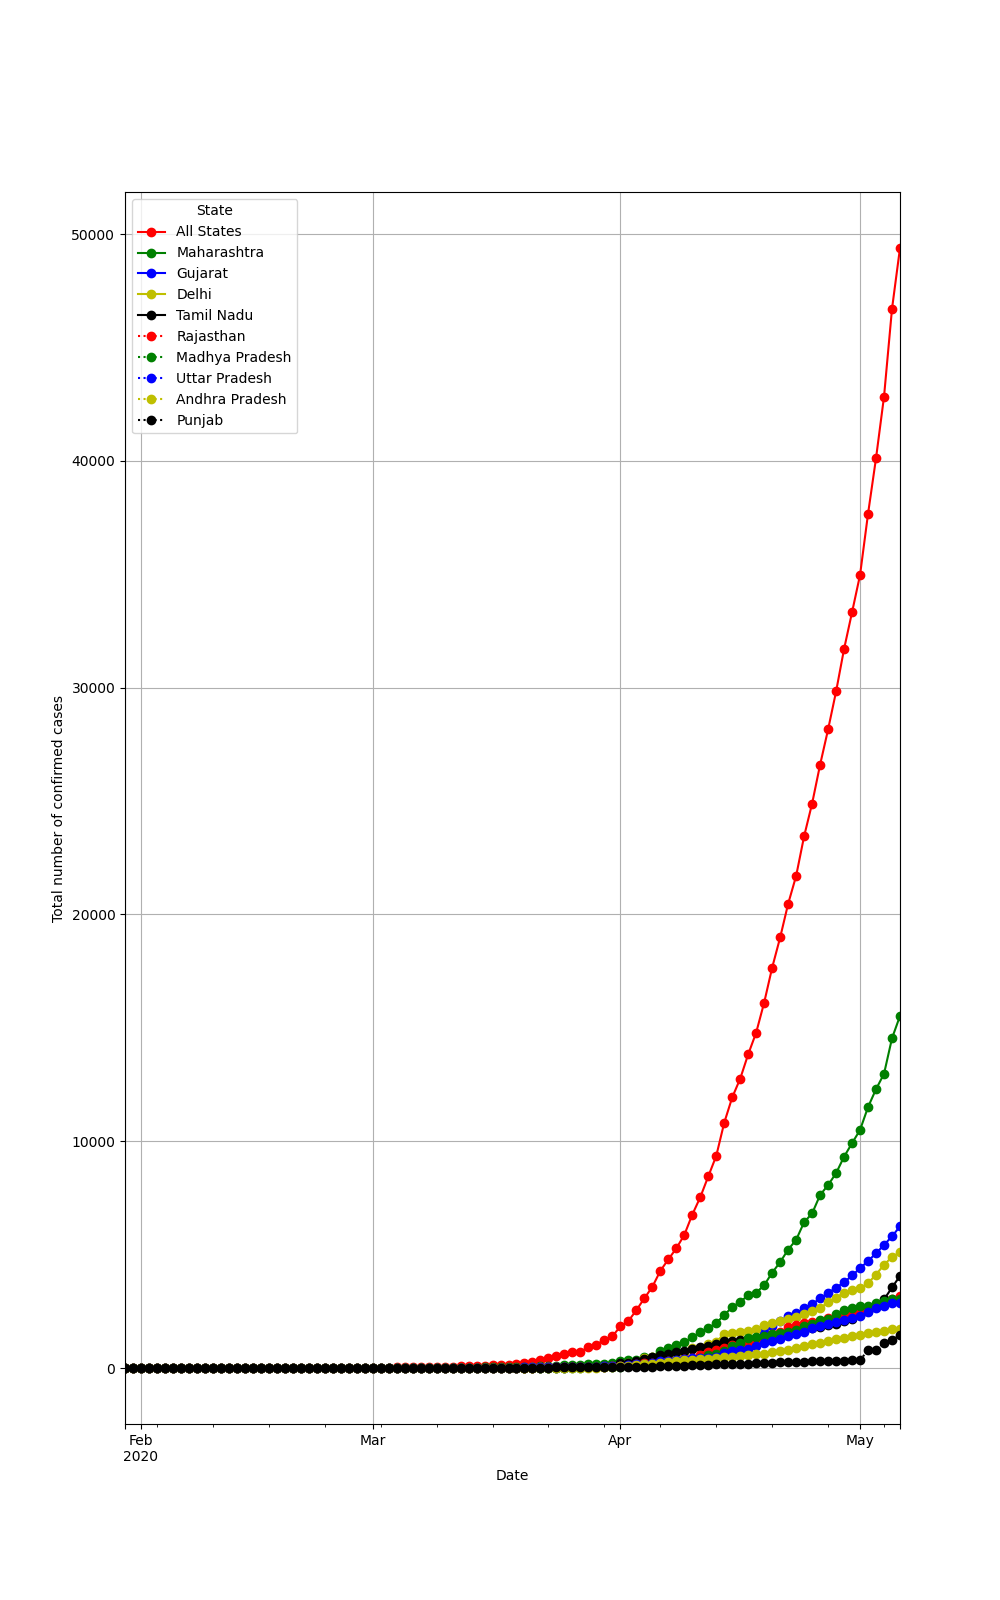 State
All States
Maharashtra
Gujarat
Delhi
Tamil Nadu
Rajasthan
Madhya Pradesh
Uttar Pradesh
Andhra Pradesh
Punjab
50000
40000
30000
20000
10000
0
Total number of confirmed cases
Feb Mar Apr May
2020
Date